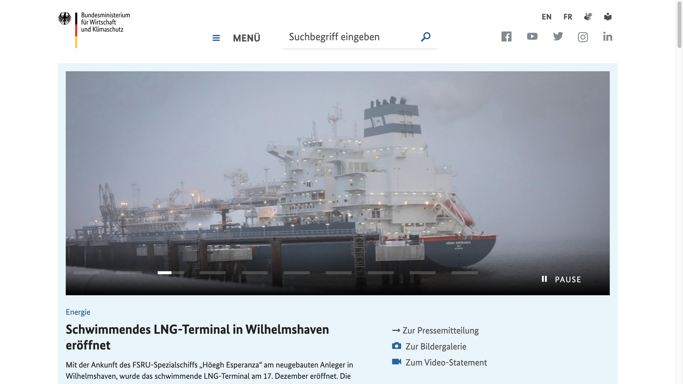 Bundesministerium
für Wirtschaft
und Klimaschutz
MENÜ
Suchbegriff eingeben
EN FR
PAUSE
Energie
Schwimmendes LNG-Terminal in Wilhelmshaven
eröffnet
Mit der Ankunft des FSRU-Spezialschiffs „Höegh Esperanza“ am neugebauten Anleger in
Wilhelmshaven, wurde das schwimmende LNG-Terminal am 17. Dezember eröffnet. Die
Zur Pressemitteilung
Zur Bildergalerie
Zum Video-Statement